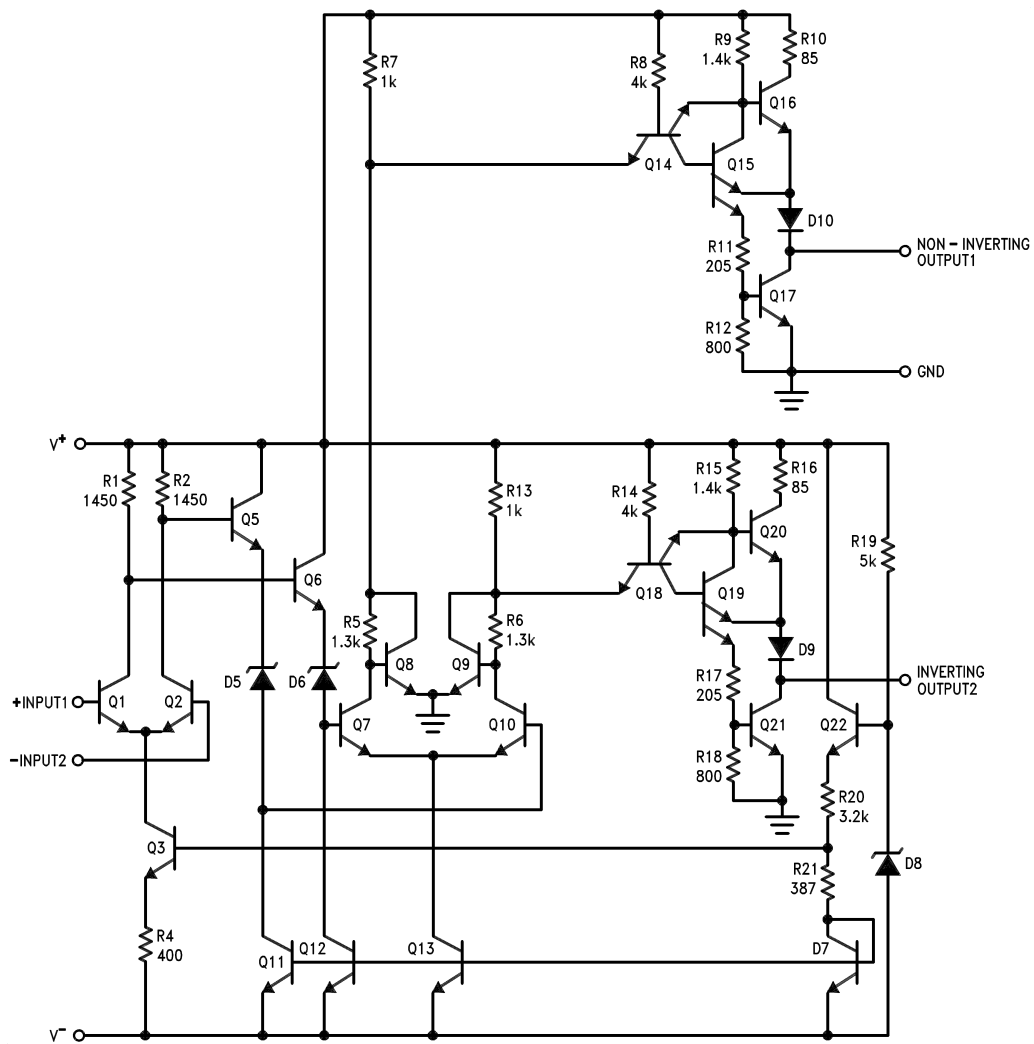 R7
1k
R8
4k
R9
1.4k
R10
85
Q16
Q14
Q15
D10
NON – INVERTING
OUTPUT1
R11
205
Q17
R12
800
GND
V+
R1
1450
R2
1450
Q5
Q6
R13
1k
R14
4k
R15
1.4k
R16
85
Q20
R19
5k
Q18
Q19
R5
1.3k
R6
1.3k
Q8
Q9
D9
INVERTING
OUTPUT2
D5
D6
R17
205
+INPUT1
Q1
Q2
Q7
Q10
Q21
Q22
–INPUT2
R18
800
R20
3.2k
Q3
D8
R21
387
R4
400
Q11
Q12
Q13
D7
V–